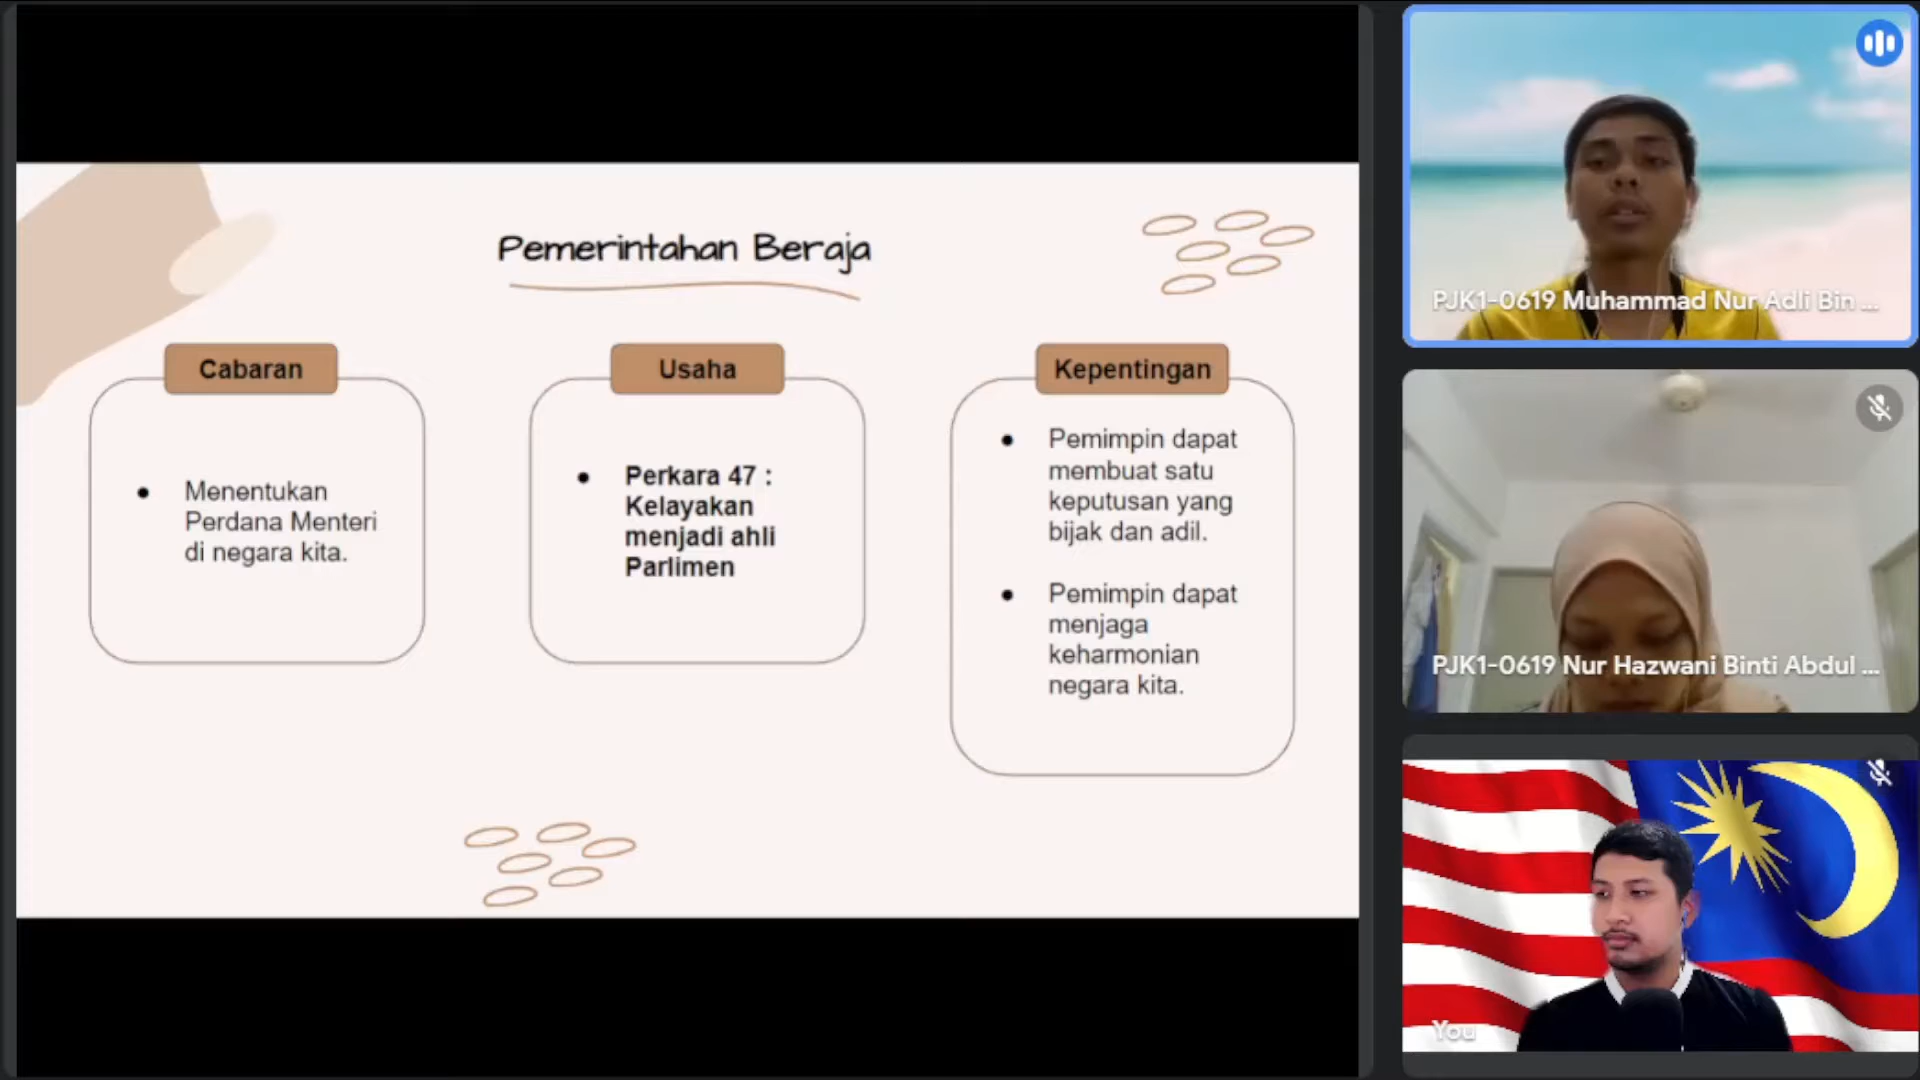 Pemerintahan Beraja
Cabaran
Menentukan
Perdana Menteri
di negara kita.
Usaha
Perkara 47 :
Kelayakan
menjadi ahli
Parlimen
Kepentingan
Pemimpin dapat
membuat satu
keputusan yang
bijak dan adil.
Pemimpin dapat
menjaga
keharmonian
negara kita.
PJK1-0619 Muhammad Nur Adli Bin ...
PJK1-0619 Nur Hazwani Binti Abdul ...
You